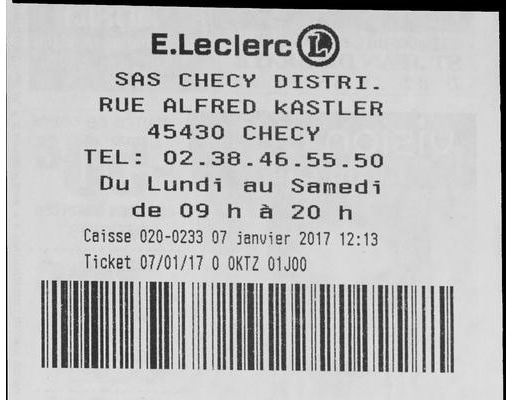 E.Leclerc L
SAS CHECY DISTRI.
RUE ALFRED KASTLER
45430 CHECY
TEL: 02.38.46.55.50
Du Lundi au Samedi
de 09 h à 20 h
Caisse 020-0233 07 janvier 2017 12:13
Ticket 07/01/17 0 0KTZ 01J00